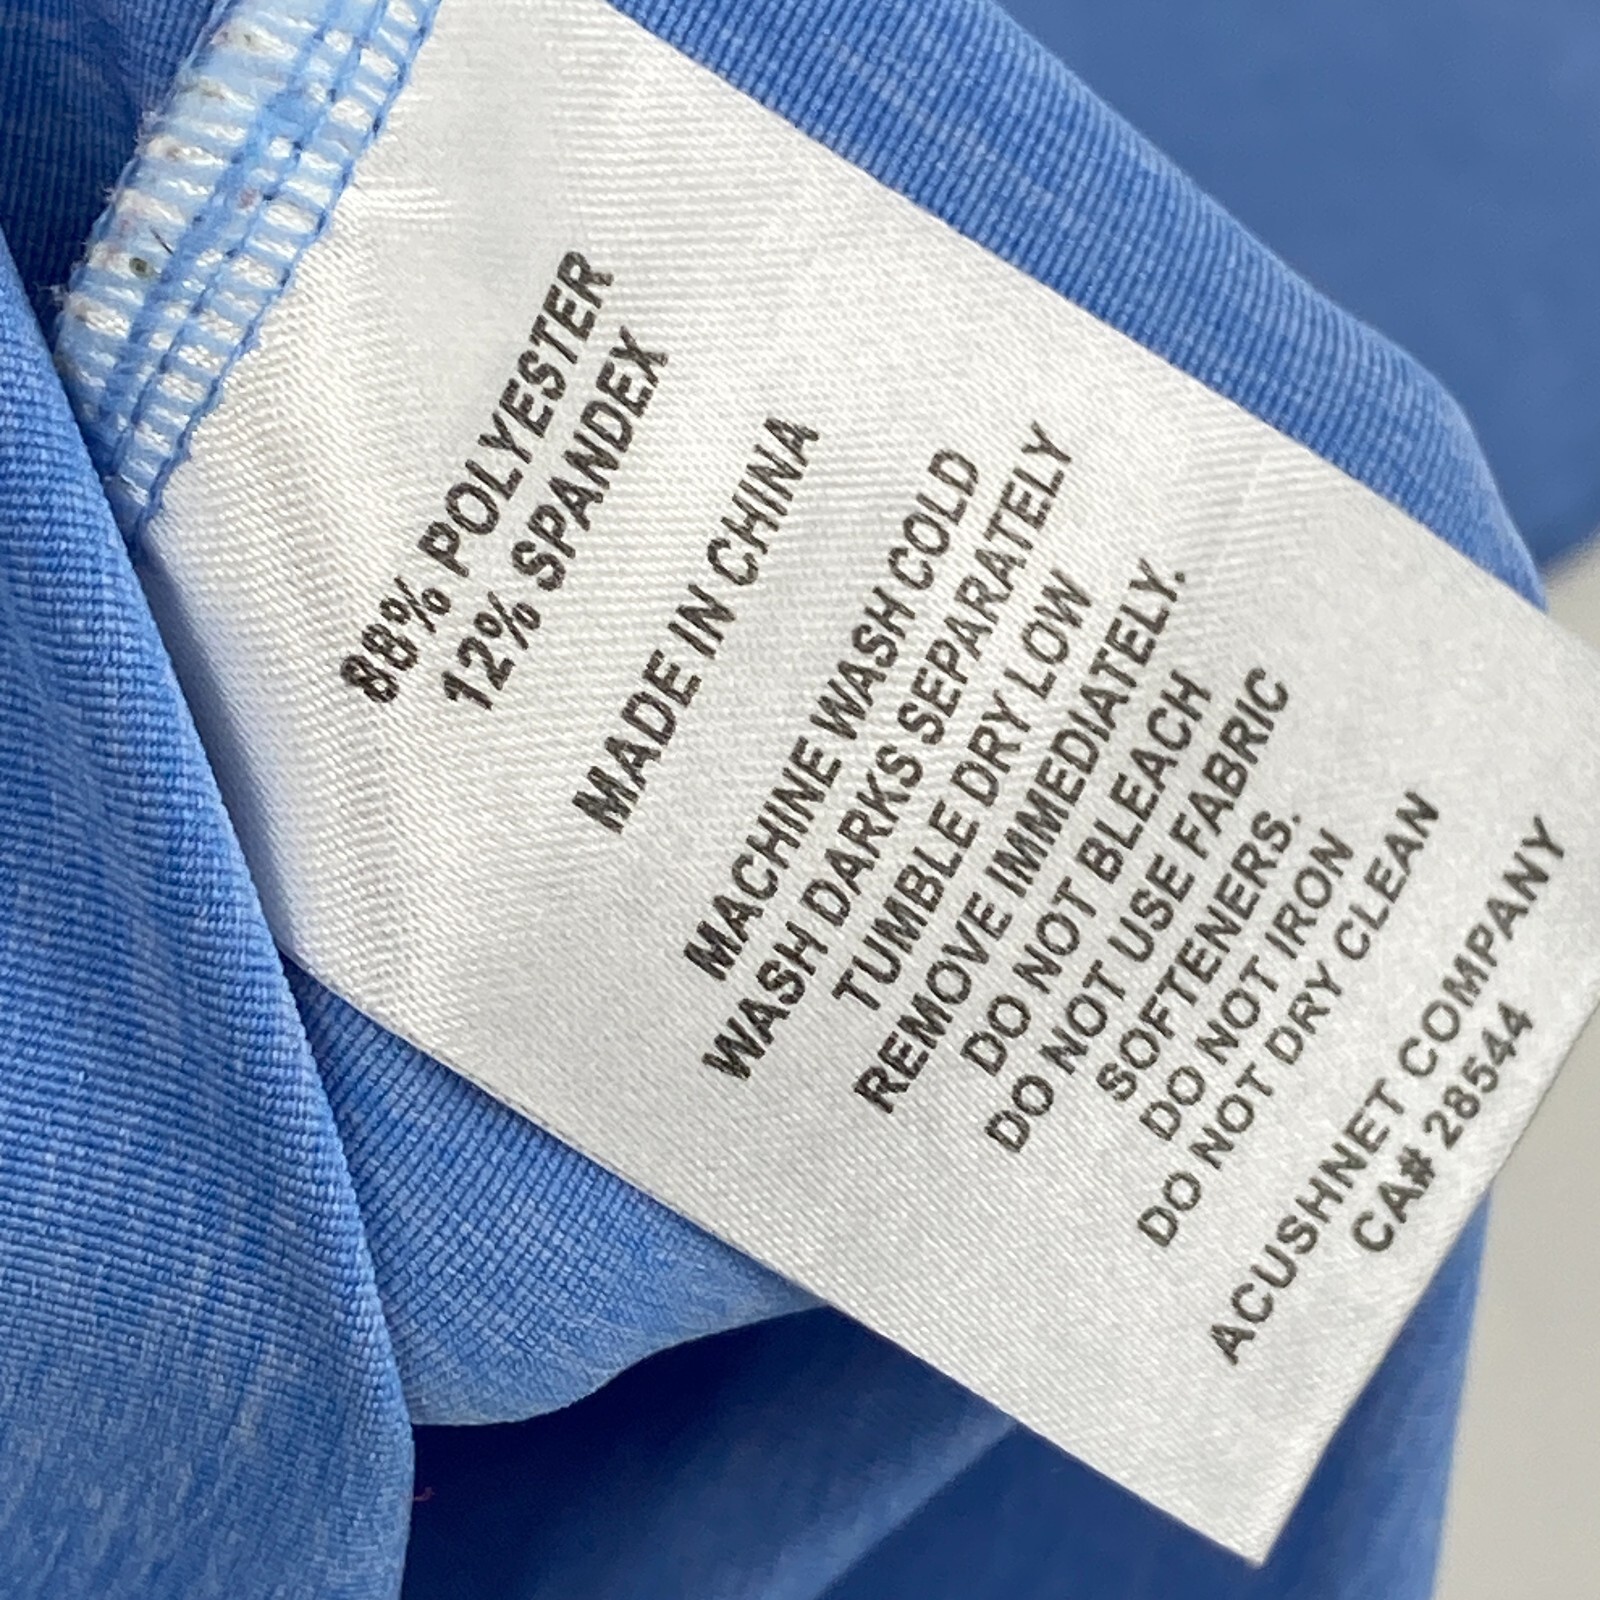 88% POLYESTER
12% SPANDEX
MADE IN CHINA
MACHINE WASH COLD
WASH DARKS SEPARATELY
TUMBLE DRY LOW
REMOVE IMMEDIATELY.
DO NOT BLEACH
DO NOT USE FABRIC
SOFTENERS.
DO NOT IRON
DO NOT DRY CLEAN
ACUSHNET COMPANY
CA# 28544